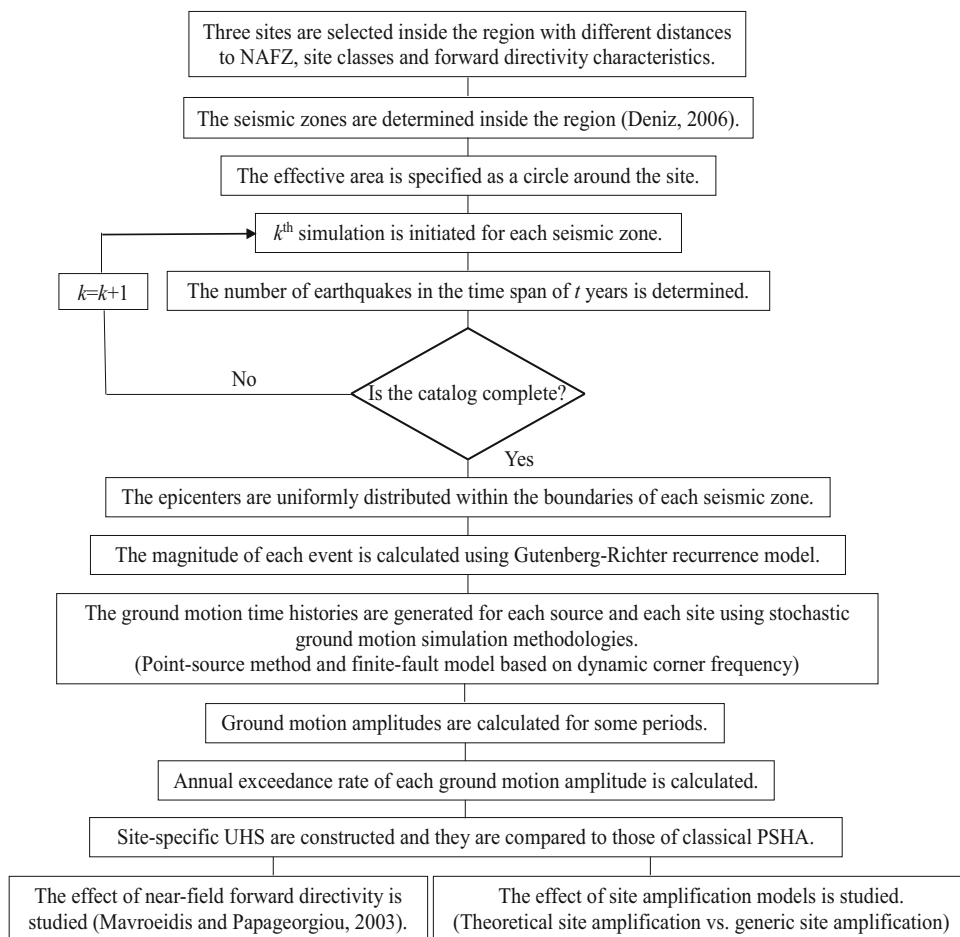 Three sites are selected inside the region with different distances
to NAFZ, site classes and forward directivity characteristics.
The seismic zones are determined inside the region (Deniz, 2006).
The effective area is specified as a circle around the site.
kth simulation is initiated for each seismic zone.
k=k+1
The number of earthquakes in the time span of t years is determined.
No
Is the catalog complete?
Yes
The epicenters are uniformly distributed within the boundaries of each seismic zone.
The magnitude of each event is calculated using Gutenberg-Richter recurrence model.
The ground motion time histories are generated for each source and each site using stochastic
ground motion simulation methodologies.
(Point-source method and finite-fault model based on dynamic corner frequency)
Ground motion amplitudes are calculated for some periods.
Annual exceedance rate of each ground motion amplitude is calculated.
Site-specific UHS are constructed and they are compared to those of classical PSHA.
The effect of near-field forward directivity is
studied (Mavroeidis and Papageorgiou, 2003).
The effect of site amplification models is studied.
(Theoretical site amplification vs. generic site amplification)